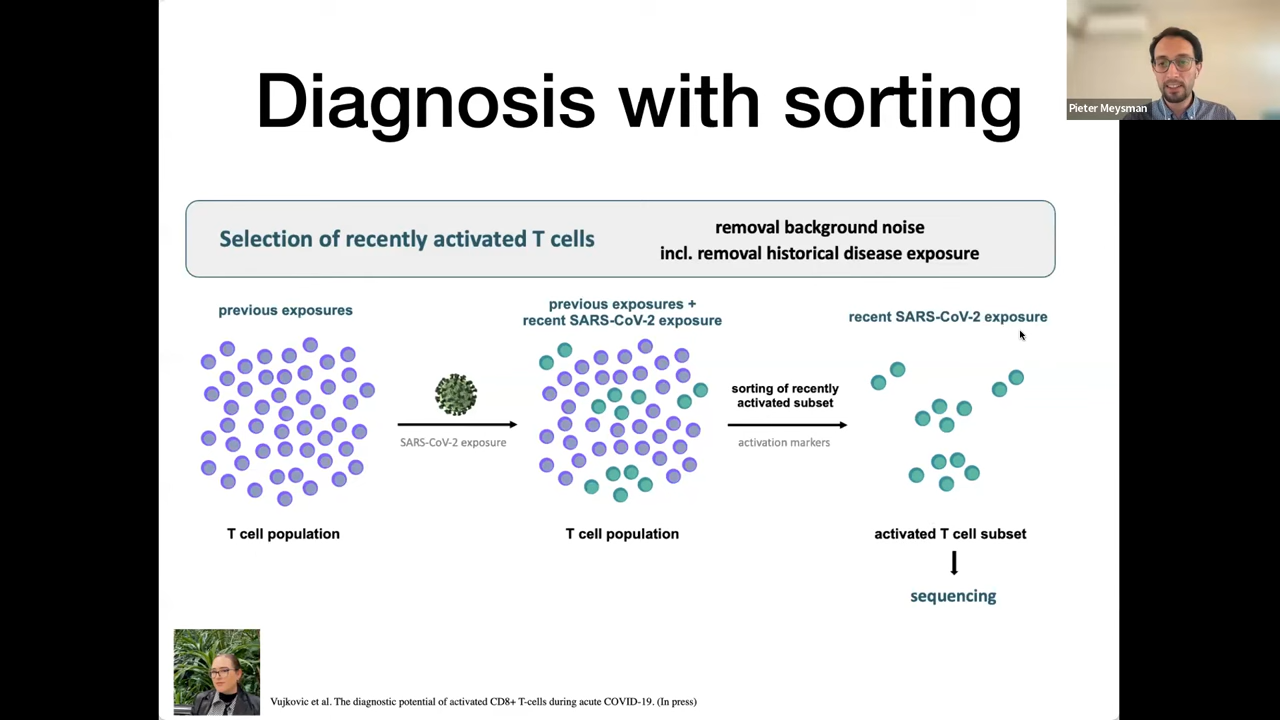 Diagnosis with sorting
Pieter Meysman
Selection of recently activated T cells
removal background noise
incl. removal historical disease exposure
previous exposures
previous exposures +
recent SARS-CoV-2 exposure
recent SARS-CoV-2 exposure
SARS-CoV-2 exposure
sorting of recently
activated subset
activation markers
T cell population
T cell population
activated T cell subset
sequencing
Vujkovic et al. The diagnostic potential of activated CD8+ T-cells during acute COVID-19. (In press)